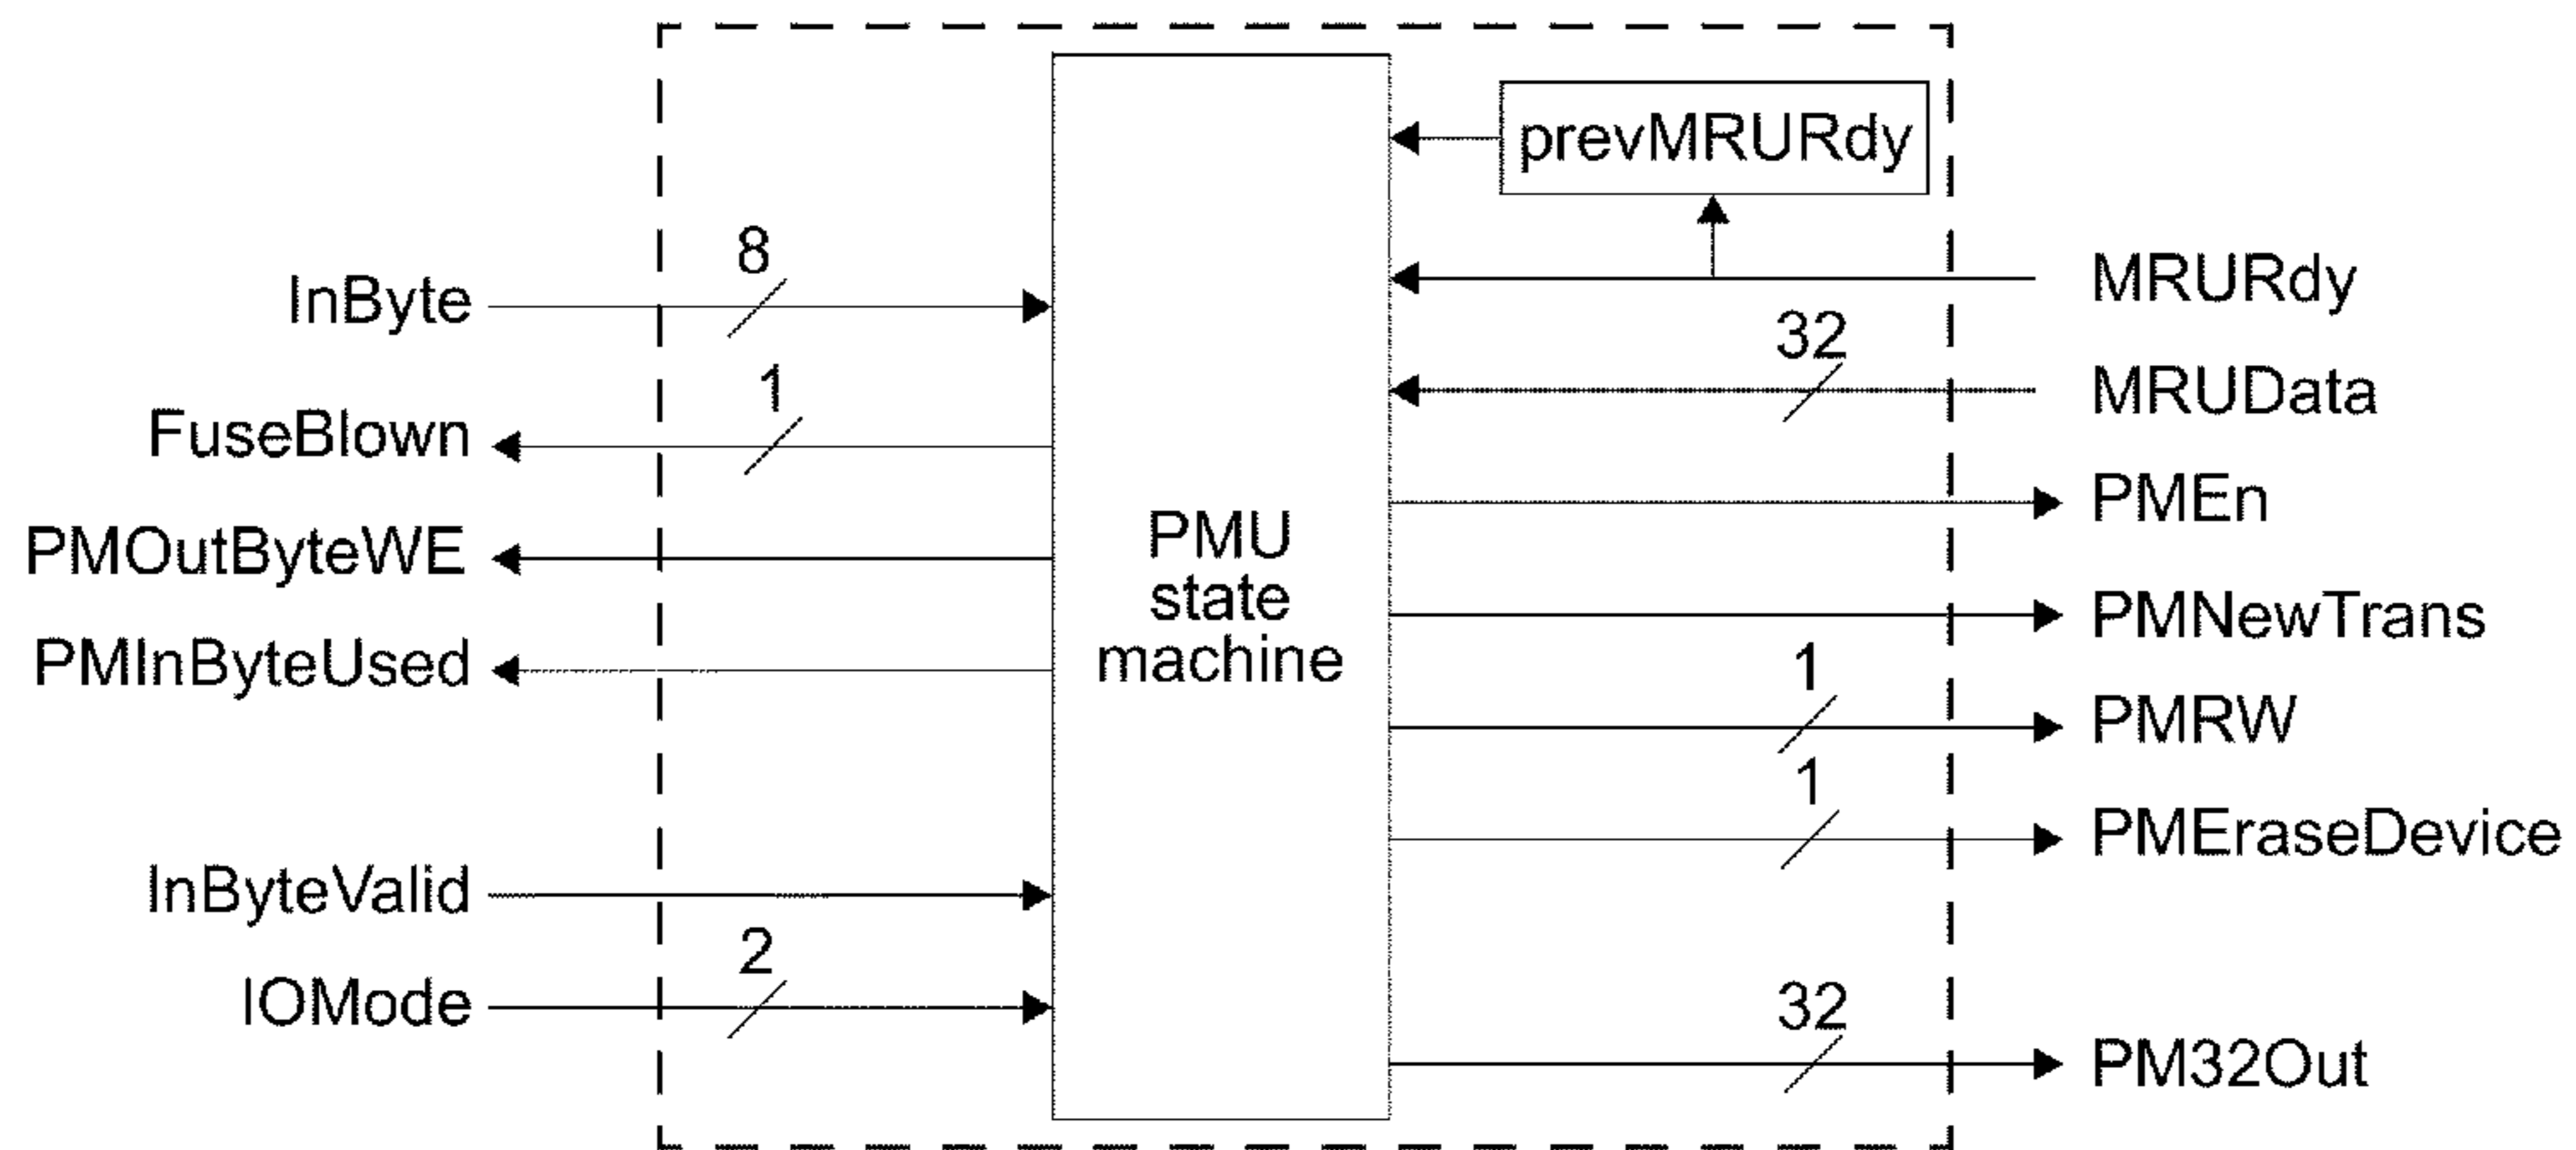 prevMRURdy
8
InByte
MRURdy
32
MRUData
1
FuseBlown
PMEn
PMOutByteWE
PMU
state
machine
PMNewTrans
PMInByteUsed
1
PMRW
1
PMEraseDevice
InByteValid
2
IOMode
32
PM32Out